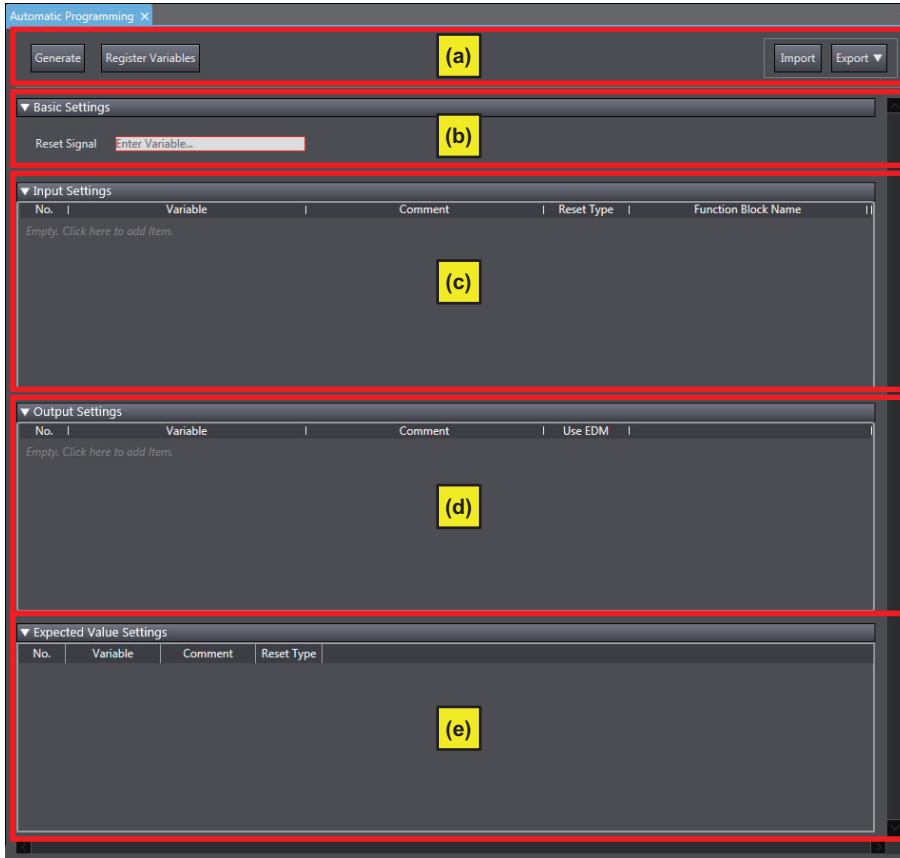 Automatic Programming ×
Generate Register Variables (a) Import Export ▼
▼ Basic Settings
(b)
Reset Signal Enter Variable...
▼ Input Settings
No. Variable Comment Reset Type Function Block Name
Empty. Click here to add Item.
(c)
▼ Output Settings
No. Variable Comment Use EDM
Empty. Click here to add Item.
(d)
▼ Expected Value Settings
No. Variable Comment Reset Type
(e)